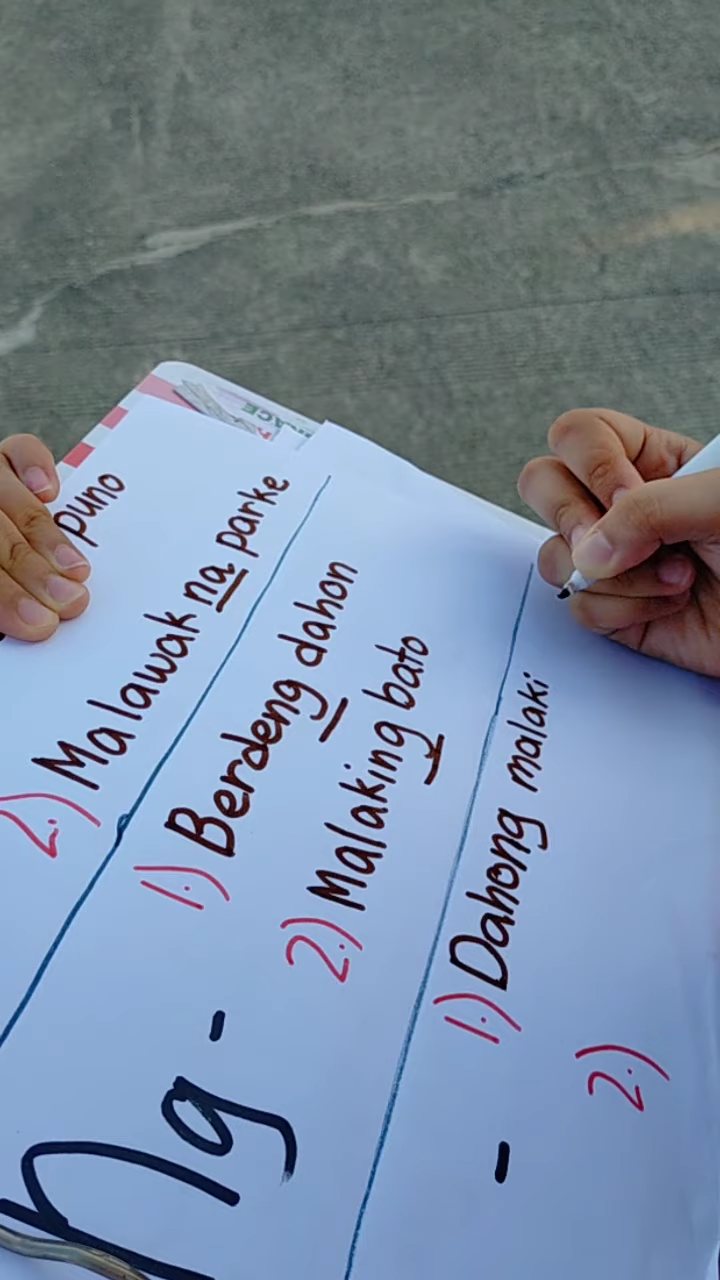 puno
2.) Malawak na parke
Ng -
1.) Berdeng dahon
2.) Malaking bato
-
1.) Dahong malaki
2.)